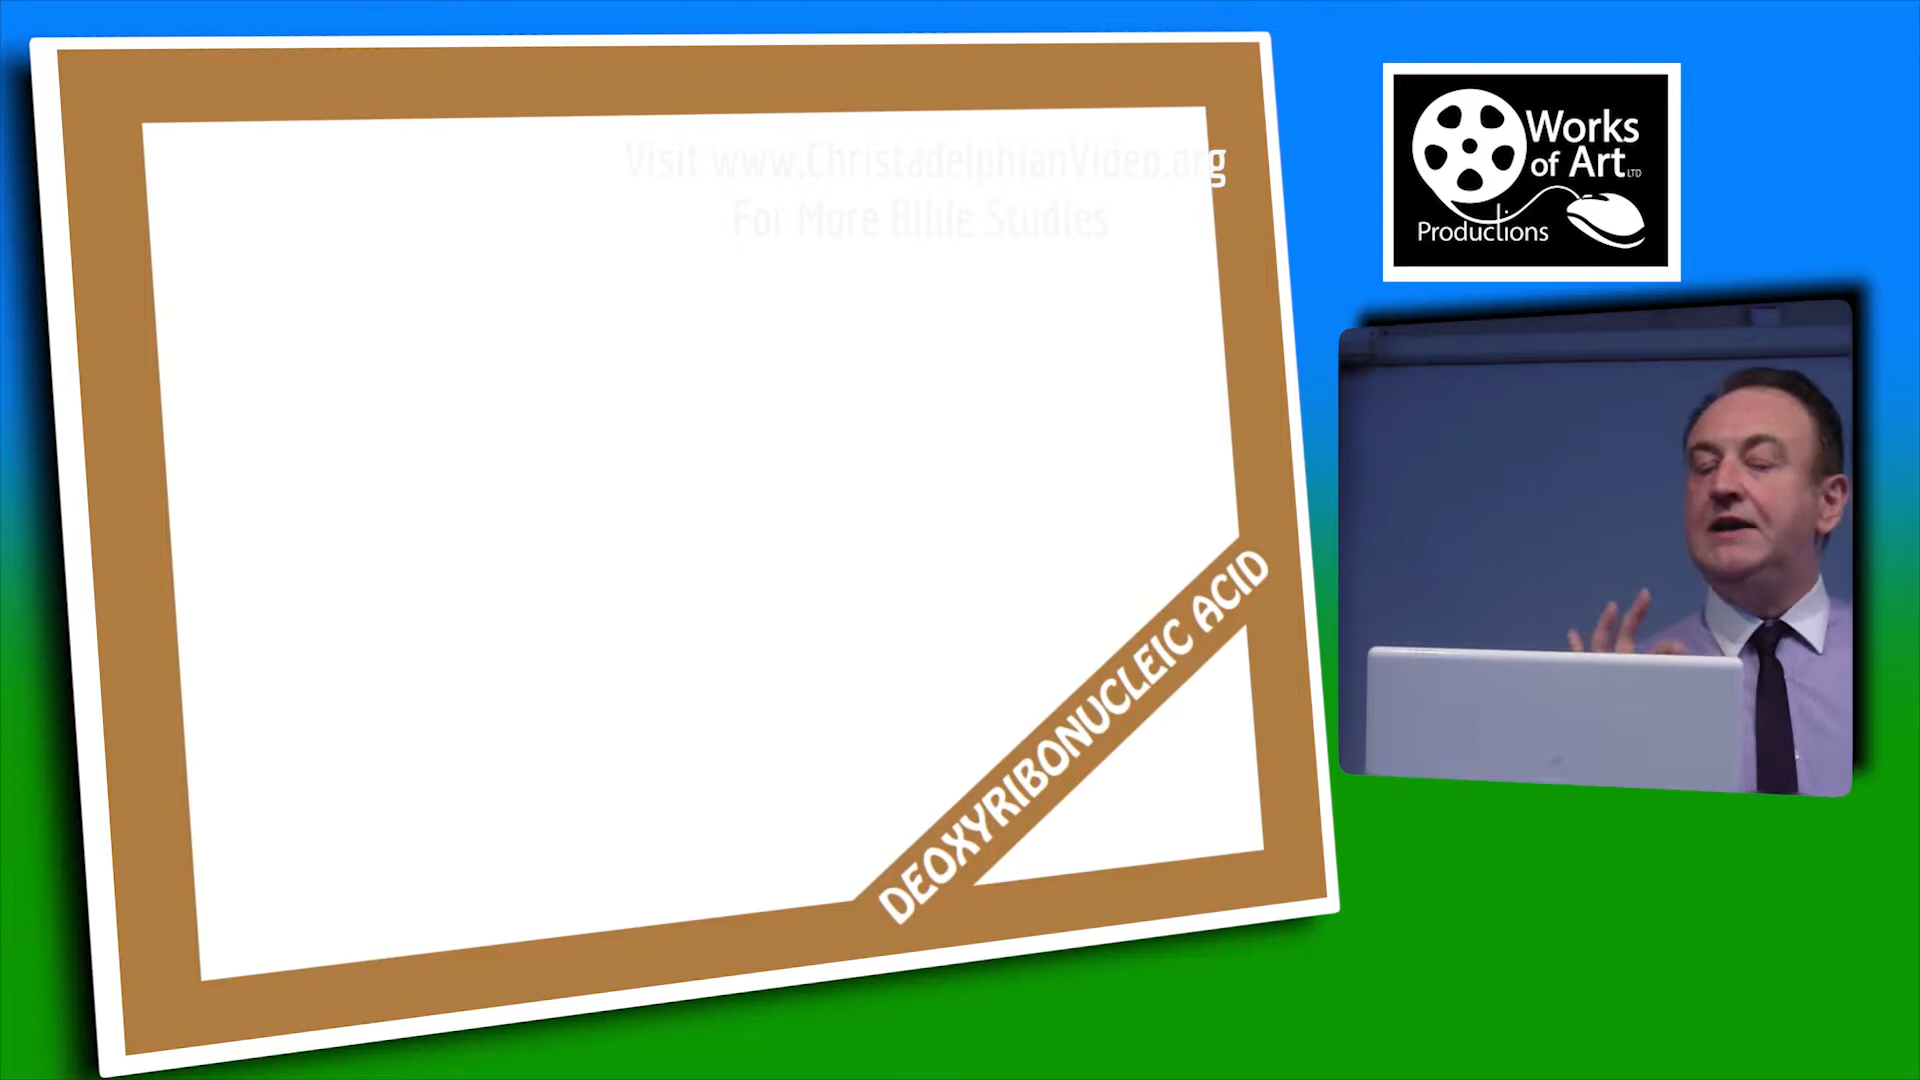 Visit www.ChristadelphianVideo.org
For More Bible Studies
Works
of Art LTD
Productions
DEOXYRIBONUCLEIC ACID